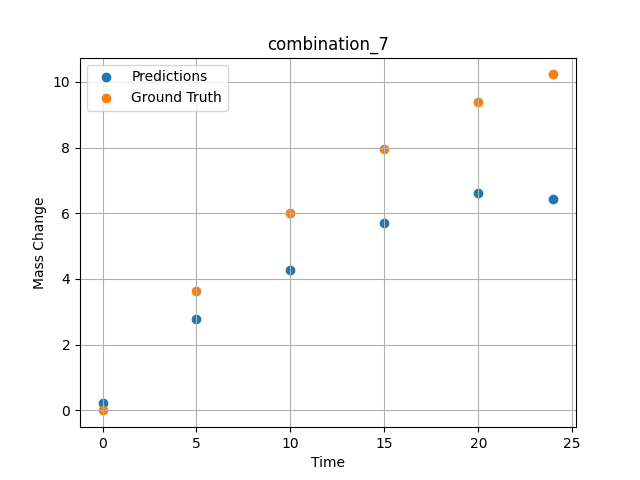 combination_7
Predictions
Ground Truth
10
8
6
4
2
0
Mass Change
0 5 10 15 20 25
Time